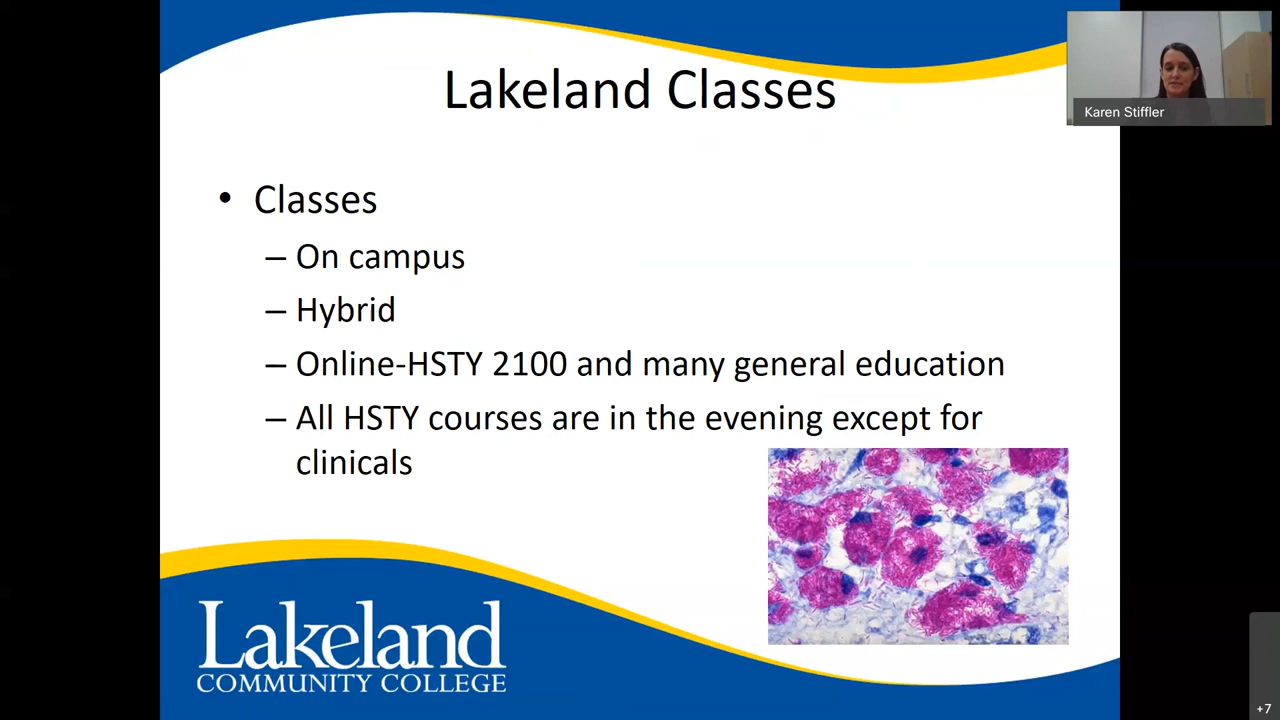 Lakeland Classes
Karen Stiffler
• Classes
– On campus
– Hybrid
– Online-HSTY 2100 and many general education
– All HSTY courses are in the evening except for
clinicals
Lakeland
COMMUNITY COLLEGE
+7